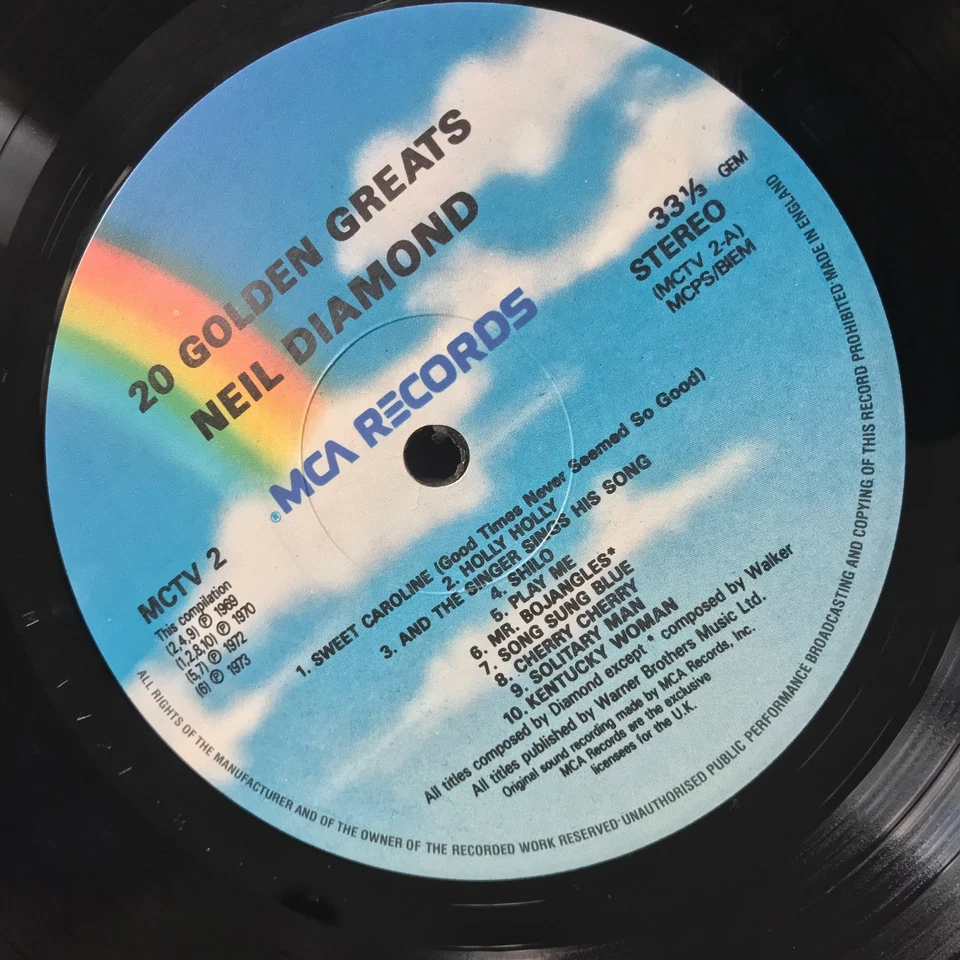 20 GOLDEN GREATS
NEIL DIAMOND
MCA RECORDS
®
33⅓
GEM
STEREO
(MCTV 2-A)
MCPS/BIEM
MCTV 2
This compilation
(2,4,9) Ⓟ 1969
(1,2,8,10) Ⓟ 1970
(5,7) Ⓟ 1972
(6) Ⓟ 1973
1. SWEET CAROLINE (Good Times Never Seemed So Good)
2. HOLLY HOLLY
3. AND THE SINGER SINGS HIS SONG
4. SHILO
5. PLAY ME
6. MR. BOJANGLES*
7. SONG SUNG BLUE
8. CHERRY CHERRY
9. SOLITARY MAN
10. KENTUCKY WOMAN
All titles composed by Diamond except * composed by Walker
All titles published by Warner Brothers Music Ltd.
Original sound recording made by MCA Records, Inc.
MCA Records are the exclusive
licensees for the U.K.
ALL RIGHTS OF THE MANUFACTURER AND OF THE OWNER OF THE RECORDED WORK RESERVED·UNAUTHORISED PUBLIC PERFORMANCE BROADCASTING AND COPYING OF THIS RECORD PROHIBITED·MADE IN ENGLAND